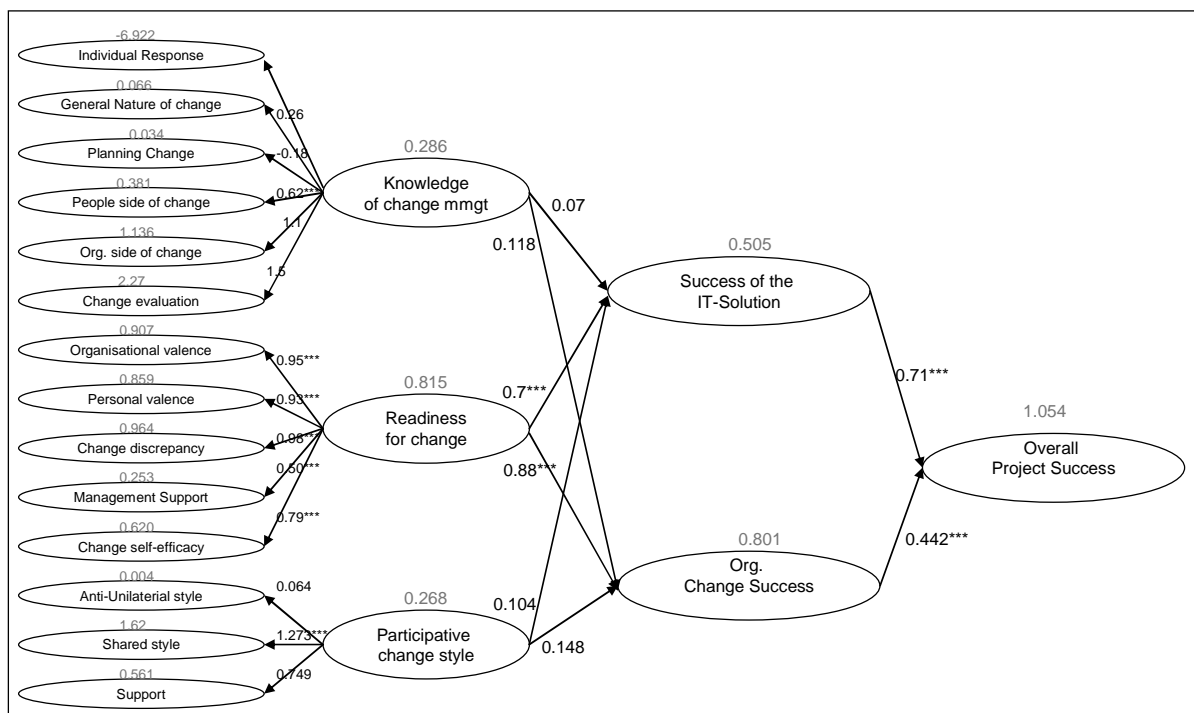 -6.922
Individual Response
0.066
General Nature of change
0.26
0.034
Planning Change
-0.18
0.381
People side of change
0.62***
1.136
Org. side of change
1.1
2.27
Change evaluation
1.5
0.907
Organisational valence
0.95***
0.859
Personal valence
0.93***
0.964
Change discrepancy
0.98***
0.253
Management Support
0.50***
0.620
Change self-efficacy
0.79***
0.004
Anti-Unilaterial style
0.064
1.62
Shared style
1.273***
0.561
Support
0.749
0.286
Knowledge
of change mmgt
0.07
0.118
0.815
Readiness
for change
0.7***
0.88***
0.268
Participative
change style
0.104
0.148
0.505
Success of the
IT-Solution
0.71***
0.801
Org.
Change Success
0.442***
1.054
Overall
Project Success